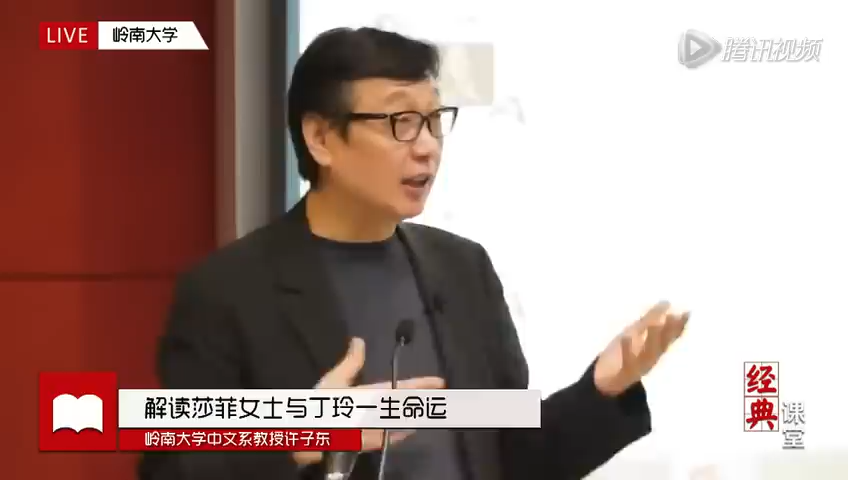 LIVE 岭南大学
腾讯视频
解读莎菲女士与丁玲一生命运
岭南大学中文系教授许子东
经典
课堂